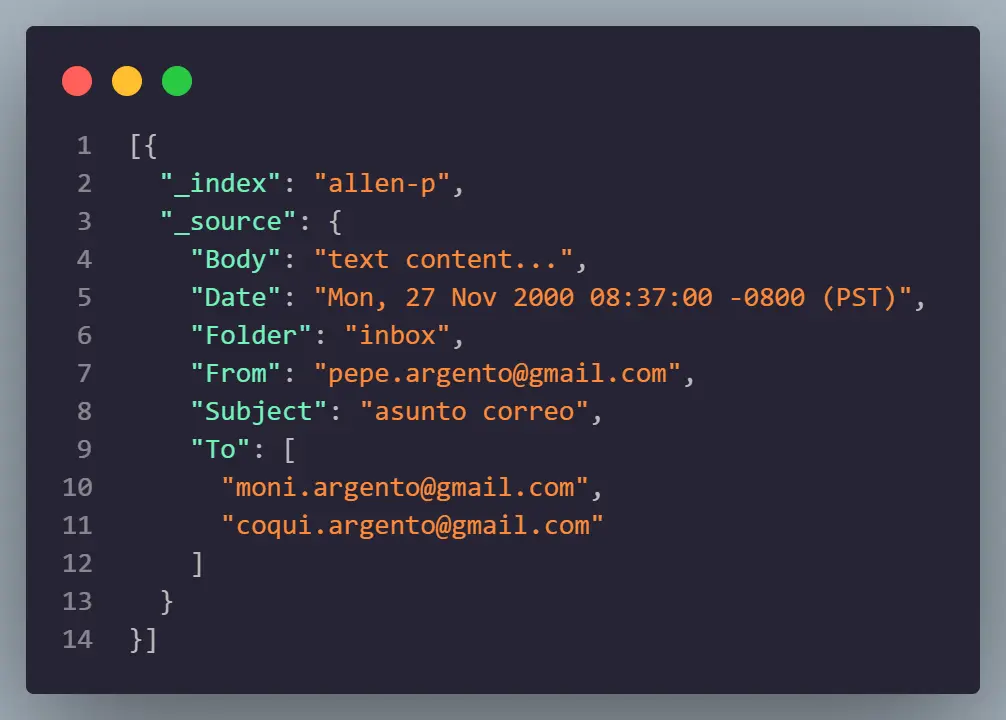 1 [{
2   "_index": "allen-p",
3   "_source": {
4     "Body": "text content...",
5     "Date": "Mon, 27 Nov 2000 08:37:00 -0800 (PST)",
6     "Folder": "inbox",
7     "From": "pepe.argento@gmail.com",
8     "Subject": "asunto correo",
9     "To": [
10       "moni.argento@gmail.com",
11       "coqui.argento@gmail.com"
12     ]
13   }
14 }]